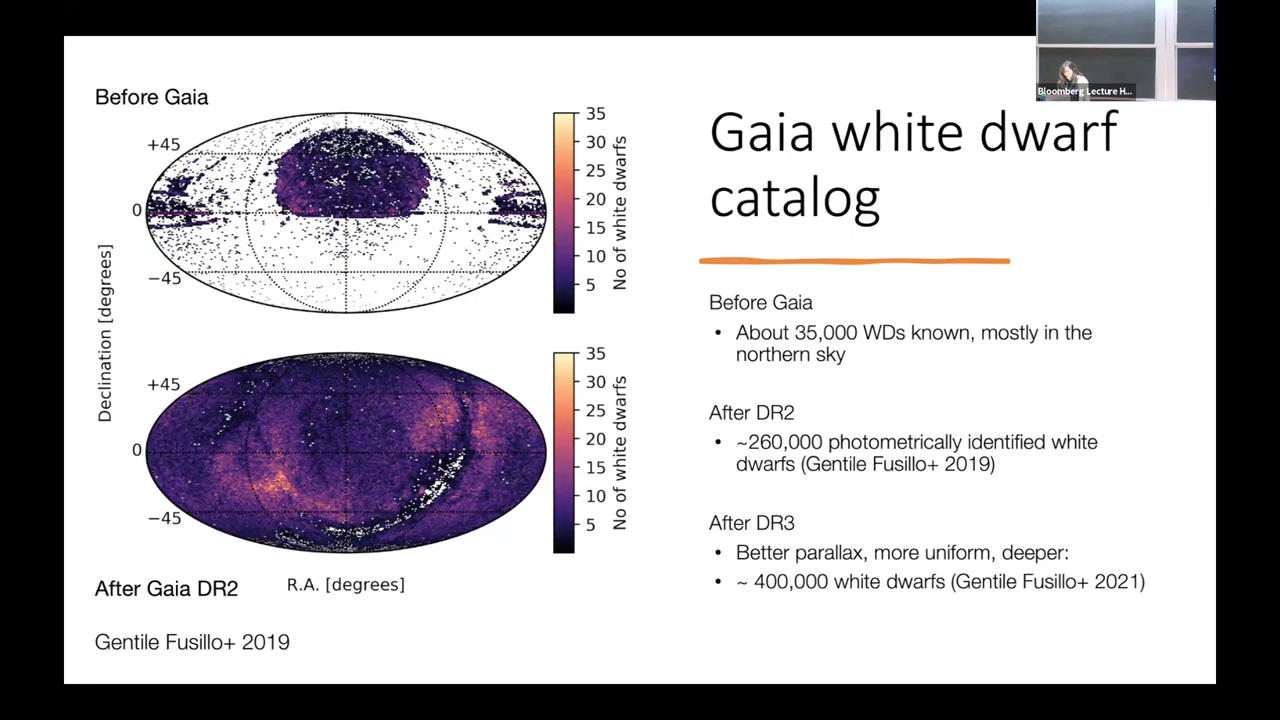 Bloomberg Lecture H...
Before Gaia
+45
0
−45
35
30
25
20
15
10
5
No of white dwarfs
Declination [degrees]
+45
0
−45
35
30
25
20
15
10
5
No of white dwarfs
After Gaia DR2
R.A. [degrees]
Gentile Fusillo+ 2019
Gaia white dwarf
catalog
Before Gaia
• About 35,000 WDs known, mostly in the
northern sky
After DR2
• ~260,000 photometrically identified white
dwarfs (Gentile Fusillo+ 2019)
After DR3
• Better parallax, more uniform, deeper:
• ~ 400,000 white dwarfs (Gentile Fusillo+ 2021)